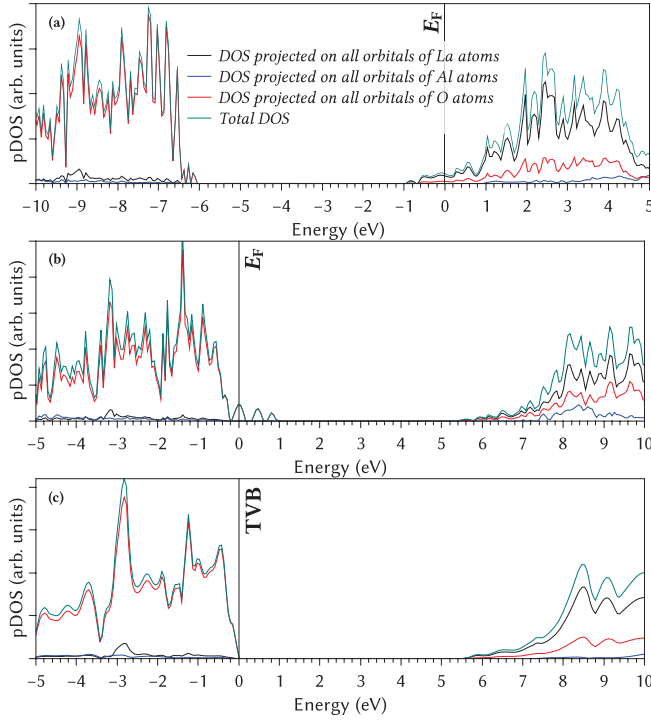 (a)
E_F
DOS projected on all orbitals of La atoms
DOS projected on all orbitals of Al atoms
DOS projected on all orbitals of O atoms
Total DOS
pDOS (arb. units)
−10 −9 −8 −7 −6 −5 −4 −3 −2 −1 0 1 2 3 4 5
Energy (eV)
(b)
E_F
pDOS (arb. units)
−5 −4 −3 −2 −1 0 1 2 3 4 5 6 7 8 9 10
Energy (eV)
(c)
TVB
pDOS (arb. units)
−5 −4 −3 −2 −1 0 1 2 3 4 5 6 7 8 9 10
Energy (eV)